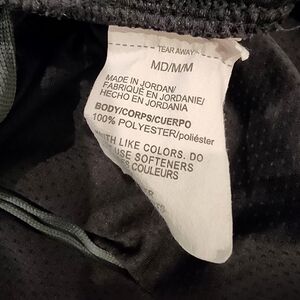 TEAR AWAY
MD/M/M
MADE IN JORDAN/
FABRIQUÉ EN JORDANIE/
HECHO EN JORDANIA
BODY/CORPS/CUERPO
100% POLYESTER/poliéster
WITH LIKE COLORS. DO
USE SOFTENERS
COULEURS